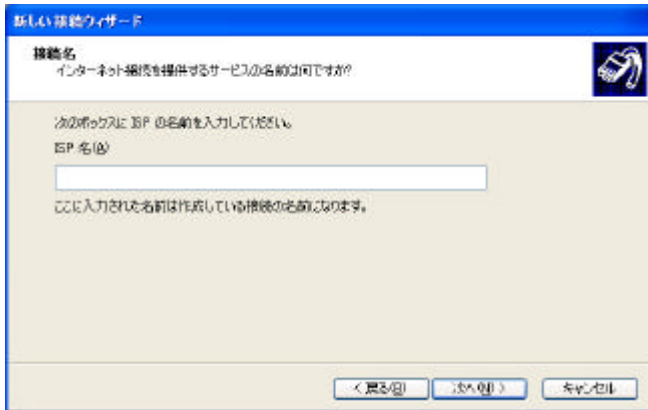 新しい接続ウィザード
接続名
インターネット接続を提供するサービスの名前は何ですか?
次のボックスに ISP の名前を入力してください。
ISP 名(A)
ここに入力された名前は作成している接続の名前になります。
< 戻る(B)
次へ(N) >
キャンセル